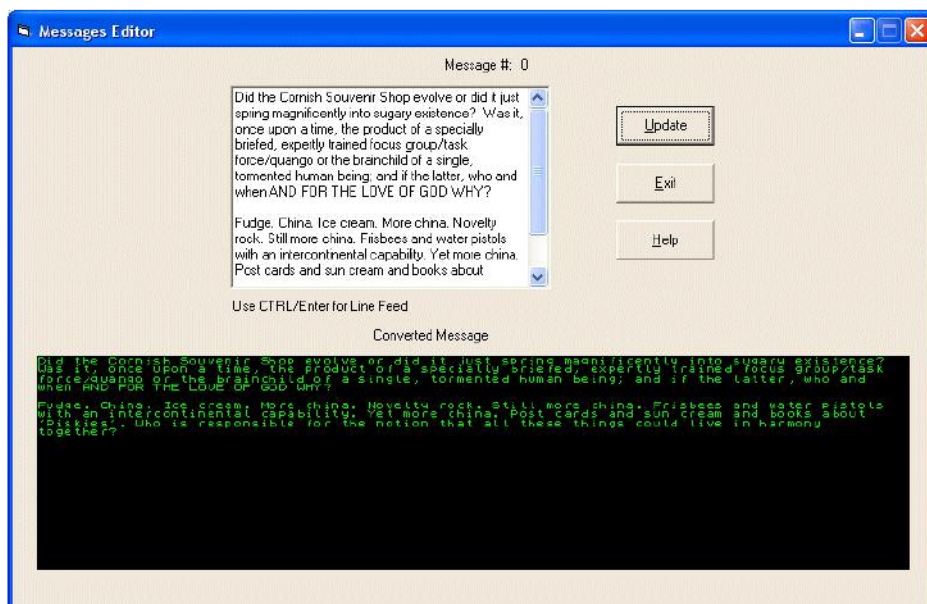 Messages Editor
Message #: 0
Did the Cornish Souvenir Shop evolve or did it just
spring magnificently into sugary existence? Was it,
once upon a time, the product of a specially
briefed, expertly trained focus group/task
force/quango or the brainchild of a single,
tormented human being; and if the latter, who and
when AND FOR THE LOVE OF GOD WHY?
Fudge. China. Ice cream. More china. Novelty
rock. Still more china. Frisbees and water pistols
with an intercontinental capability. Yet more china.
Post cards and sun cream and books about
Update
Exit
Help
Use CTRL/Enter for Line Feed
Converted Message
Did the Cornish Souvenir Shop evolve or did it just spring magnificently into sugary existence?
Was it, once upon a time, the product of a specially briefed, expertly trained focus group/task
force/quango or the brainchild of a single, tormented human being; and if the latter, who and
when AND FOR THE LOVE OF GOD WHY?
Fudge. China. Ice cream. More china. Novelty rock. Still more china. Frisbees and water pistols
with an intercontinental capability. Yet more china. Post cards and sun cream and books about
'Piskies'. Who is responsible for the notion that all these things could live in harmony
together?